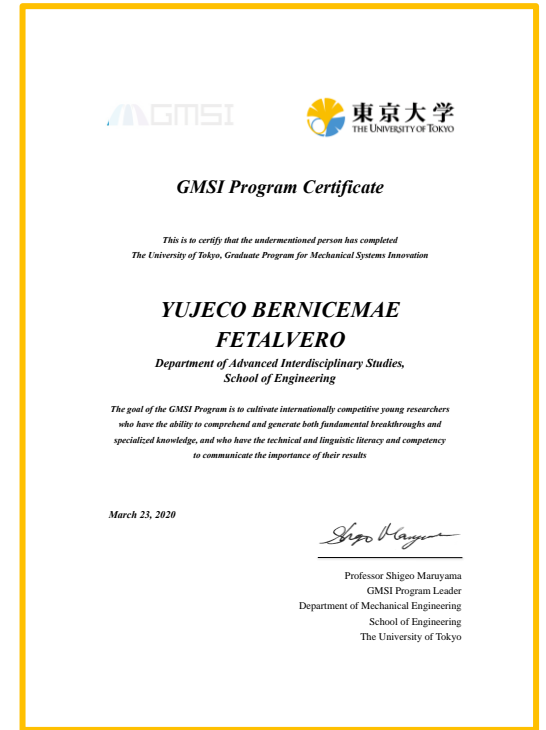 GMSI
東京大学
THE UNIVERSITY OF TOKYO
GMSI Program Certificate
This is to certify that the undermentioned person has completed
The University of Tokyo, Graduate Program for Mechanical Systems Innovation
YUJECO BERNICEMAE
FETALVERO
Department of Advanced Interdisciplinary Studies,
School of Engineering
The goal of the GMSI Program is to cultivate internationally competitive young researchers
who have the ability to comprehend and generate both fundamental breakthroughs and
specialized knowledge, and who have the technical and linguistic literacy and competency
to communicate the importance of their results
March 23, 2020
Shigeo Maruyama
Professor Shigeo Maruyama
GMSI Program Leader
Department of Mechanical Engineering
School of Engineering
The University of Tokyo